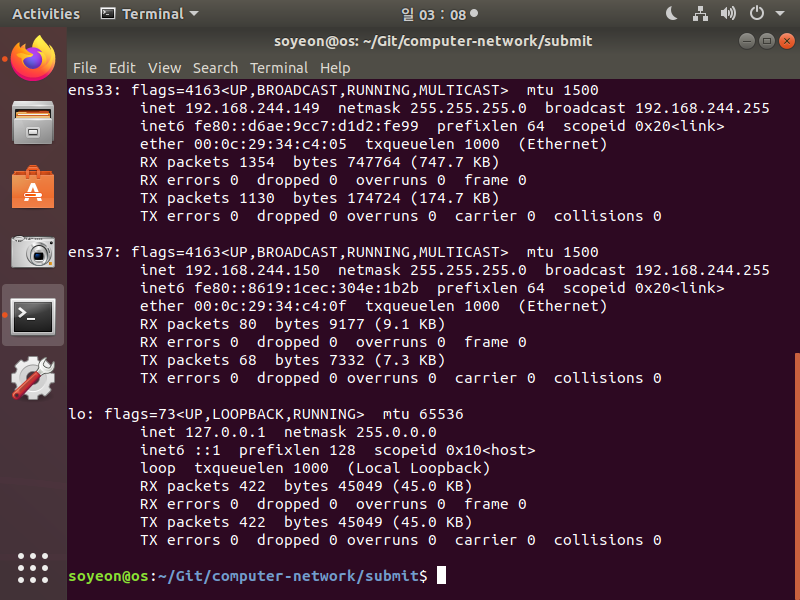 Activities Terminal 일 03 : 08
soyeon@os: ~/Git/computer-network/submit
File Edit View Search Terminal Help
ens33: flags=4163<UP,BROADCAST,RUNNING,MULTICAST>  mtu 1500
        inet 192.168.244.149  netmask 255.255.255.0  broadcast 192.168.244.255
        inet6 fe80::d6ae:9cc7:d1d2:fe99  prefixlen 64  scopeid 0x20<link>
        ether 00:0c:29:34:c4:05  txqueuelen 1000  (Ethernet)
        RX packets 1354  bytes 747764 (747.7 KB)
        RX errors 0  dropped 0  overruns 0  frame 0
        TX packets 1130  bytes 174724 (174.7 KB)
        TX errors 0  dropped 0 overruns 0  carrier 0  collisions 0
ens37: flags=4163<UP,BROADCAST,RUNNING,MULTICAST>  mtu 1500
        inet 192.168.244.150  netmask 255.255.255.0  broadcast 192.168.244.255
        inet6 fe80::8619:1cec:304e:1b2b  prefixlen 64  scopeid 0x20<link>
        ether 00:0c:29:34:c4:0f  txqueuelen 1000  (Ethernet)
        RX packets 80  bytes 9177 (9.1 KB)
        RX errors 0  dropped 0  overruns 0  frame 0
        TX packets 68  bytes 7332 (7.3 KB)
        TX errors 0  dropped 0 overruns 0  carrier 0  collisions 0
lo: flags=73<UP,LOOPBACK,RUNNING>  mtu 65536
        inet 127.0.0.1  netmask 255.0.0.0
        inet6 ::1  prefixlen 128  scopeid 0x10<host>
        loop  txqueuelen 1000  (Local Loopback)
        RX packets 422  bytes 45049 (45.0 KB)
        RX errors 0  dropped 0  overruns 0  frame 0
        TX packets 422  bytes 45049 (45.0 KB)
        TX errors 0  dropped 0 overruns 0  carrier 0  collisions 0
soyeon@os:~/Git/computer-network/submit$